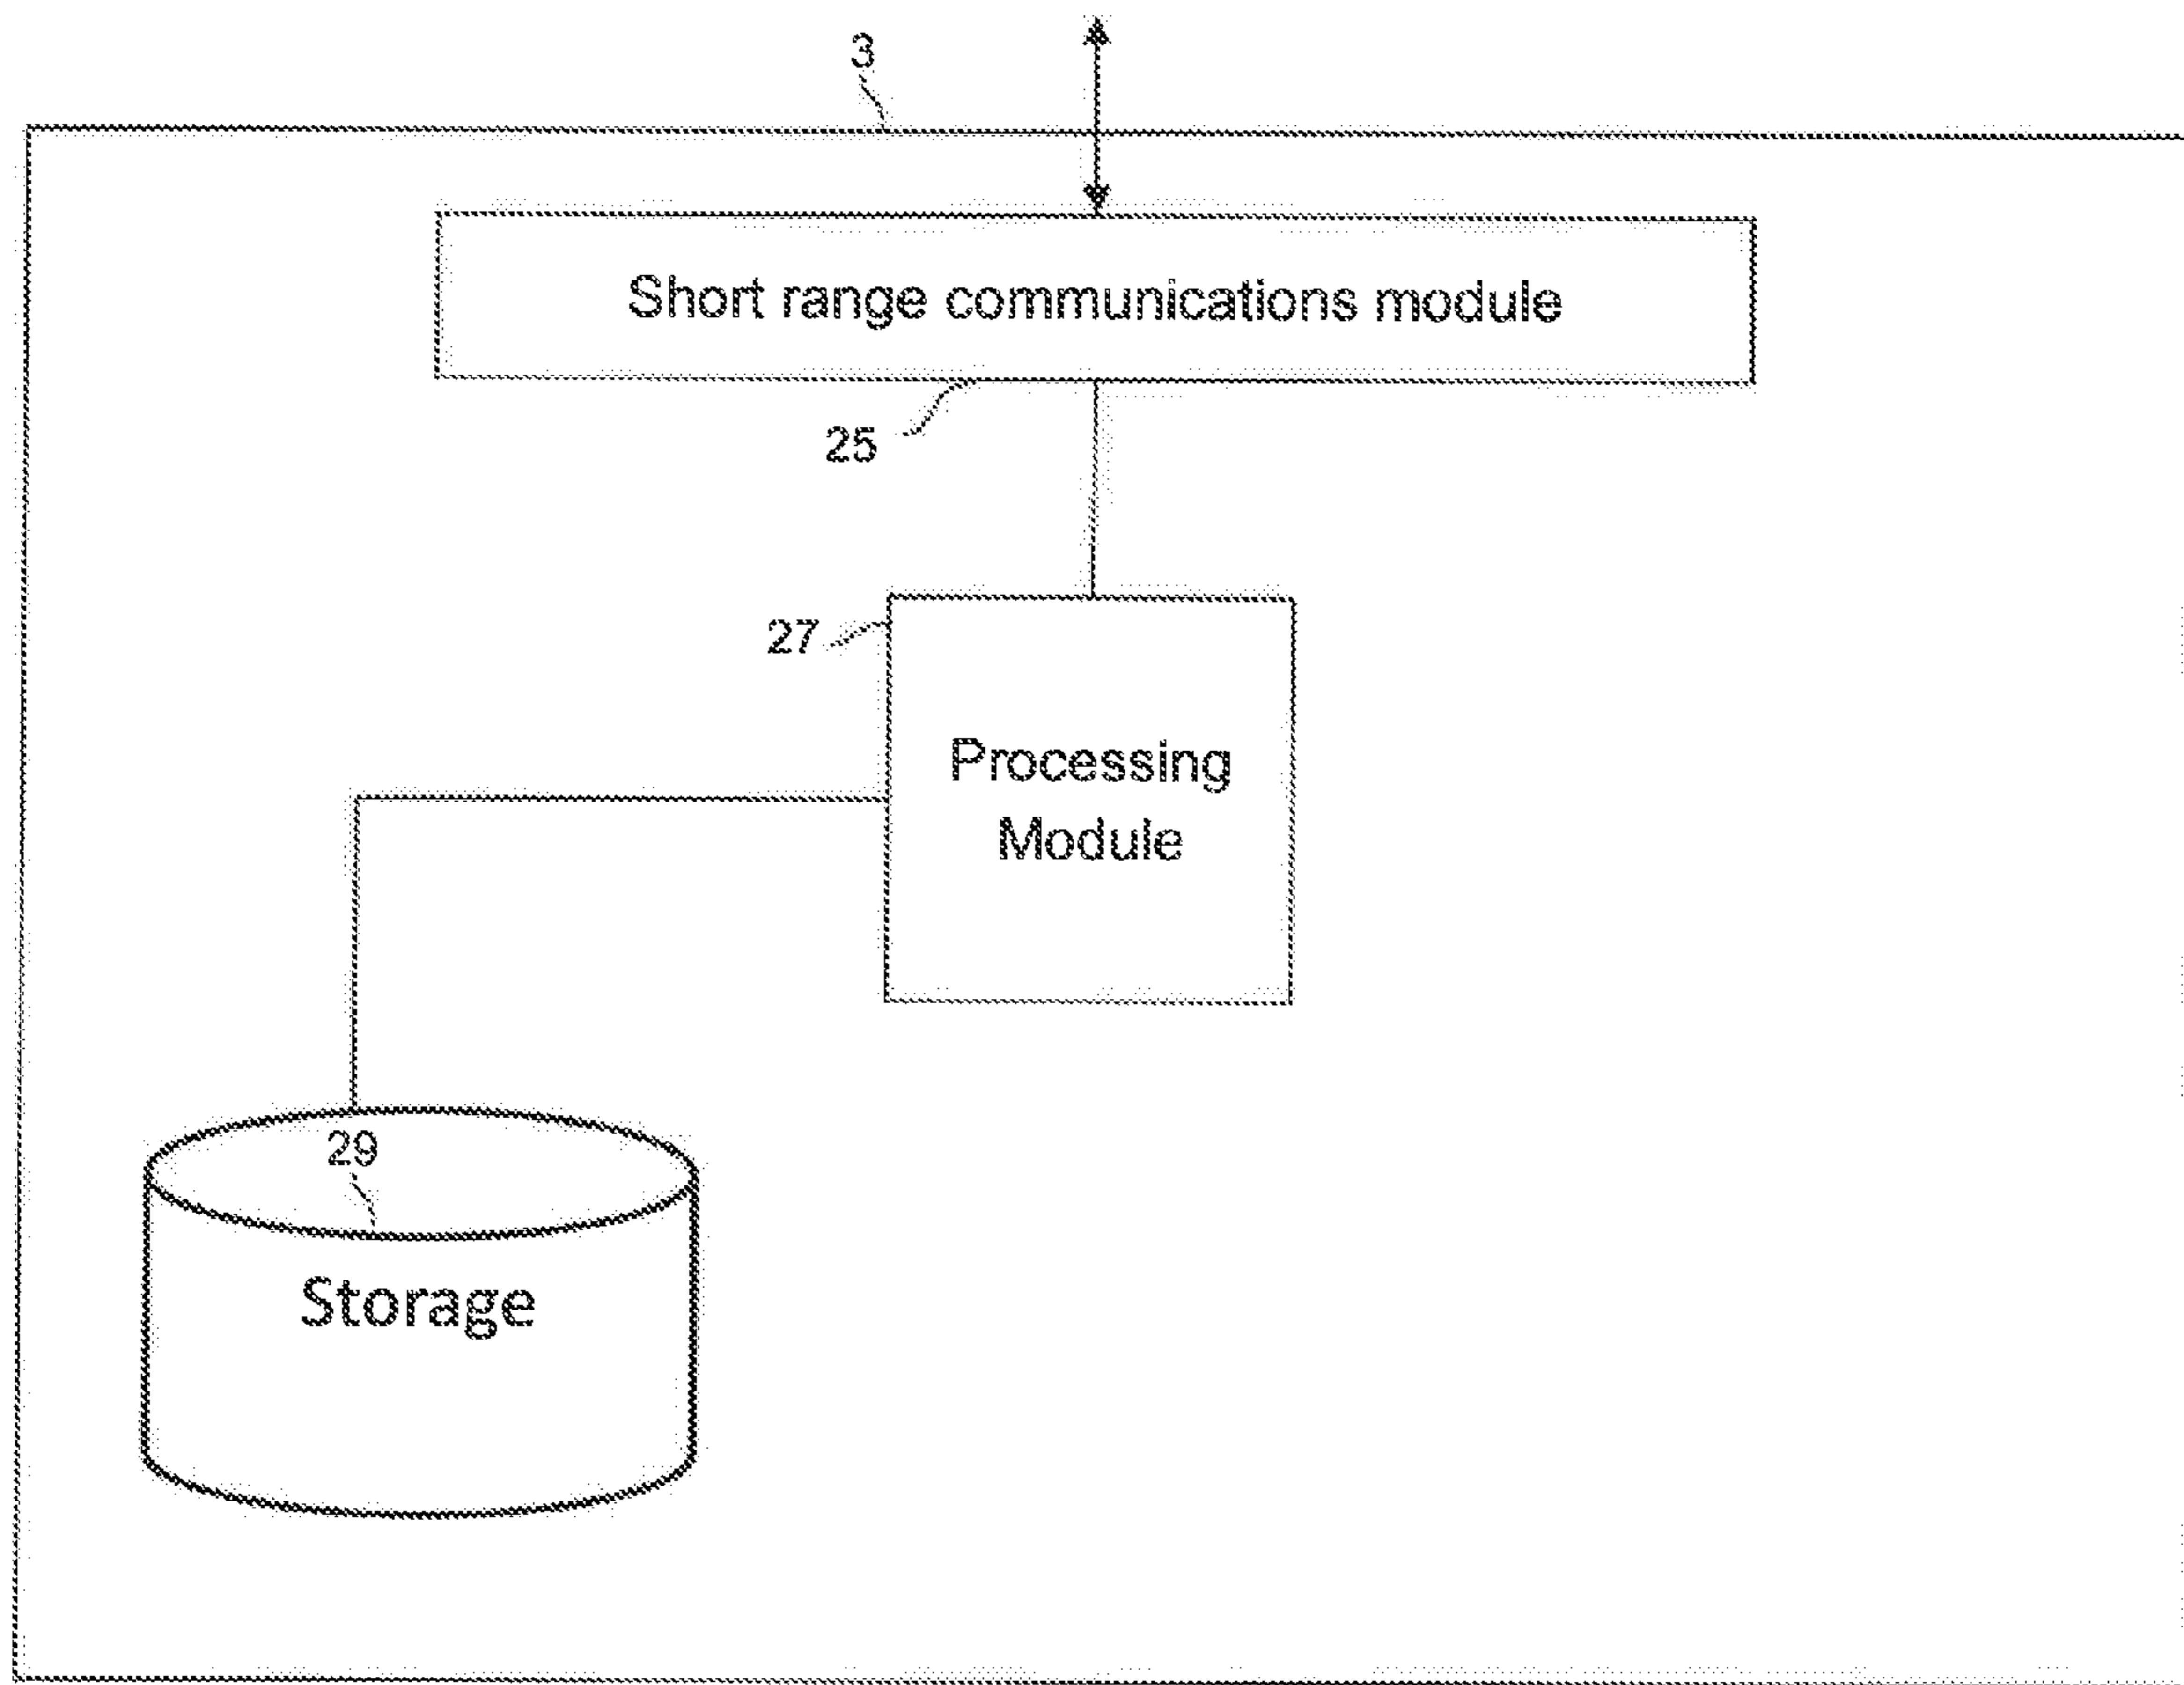 3
Short range communications module
25
27
Processing
Module
29
Storage